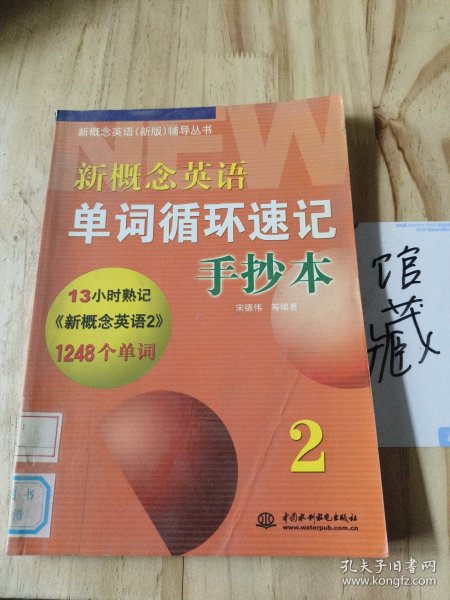 新概念英语(新版)辅导丛书
NEW
新概念英语
单词循环速记
手抄本
宋德伟 等编著
13小时熟记
《新概念英语2》
1248个单词
2
中国水利水电出版社
www.waterpub.com.cn
书
借
馆
藏
孔夫子旧书网
www.kongfz.com